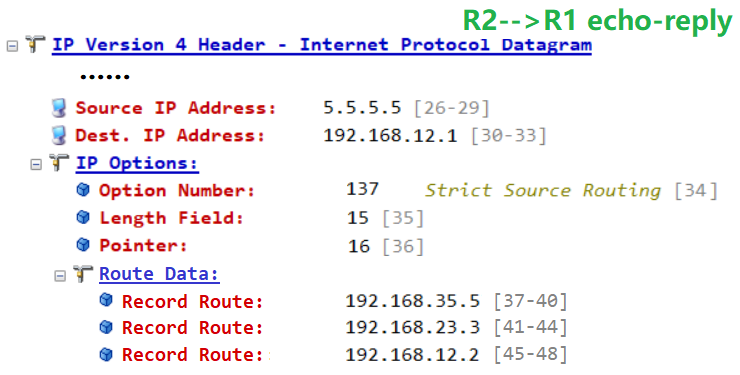 R2-->R1 echo-reply
IP Version 4 Header - Internet Protocol Datagram
......
Source IP Address: 5.5.5.5 [26-29]
Dest. IP Address: 192.168.12.1 [30-33]
IP Options:
Option Number: 137 Strict Source Routing [34]
Length Field: 15 [35]
Pointer: 16 [36]
Route Data:
Record Route: 192.168.35.5 [37-40]
Record Route: 192.168.23.3 [41-44]
Record Route: 192.168.12.2 [45-48]